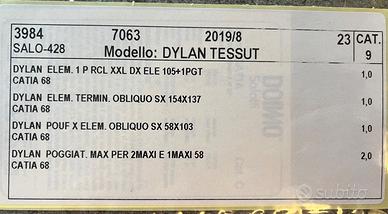 3984 7063 2019/8 23 CAT.
SALO-428 Modello: DYLAN TESSUT 9
DYLAN ELEM. 1 P RCL XXL DX ELE 105+1PGT 1,0
CATIA 68
DYLAN ELEM. TERMIN. OBLIQUO SX 154X137 1,0
CATIA 68
DYLAN POUF X ELEM. OBLIQUO SX 58X103 1,0
CATIA 68
DYLAN POGGIAT. MAX PER 2MAXI E 1MAXI 58 2,0
CATIA 68
subito